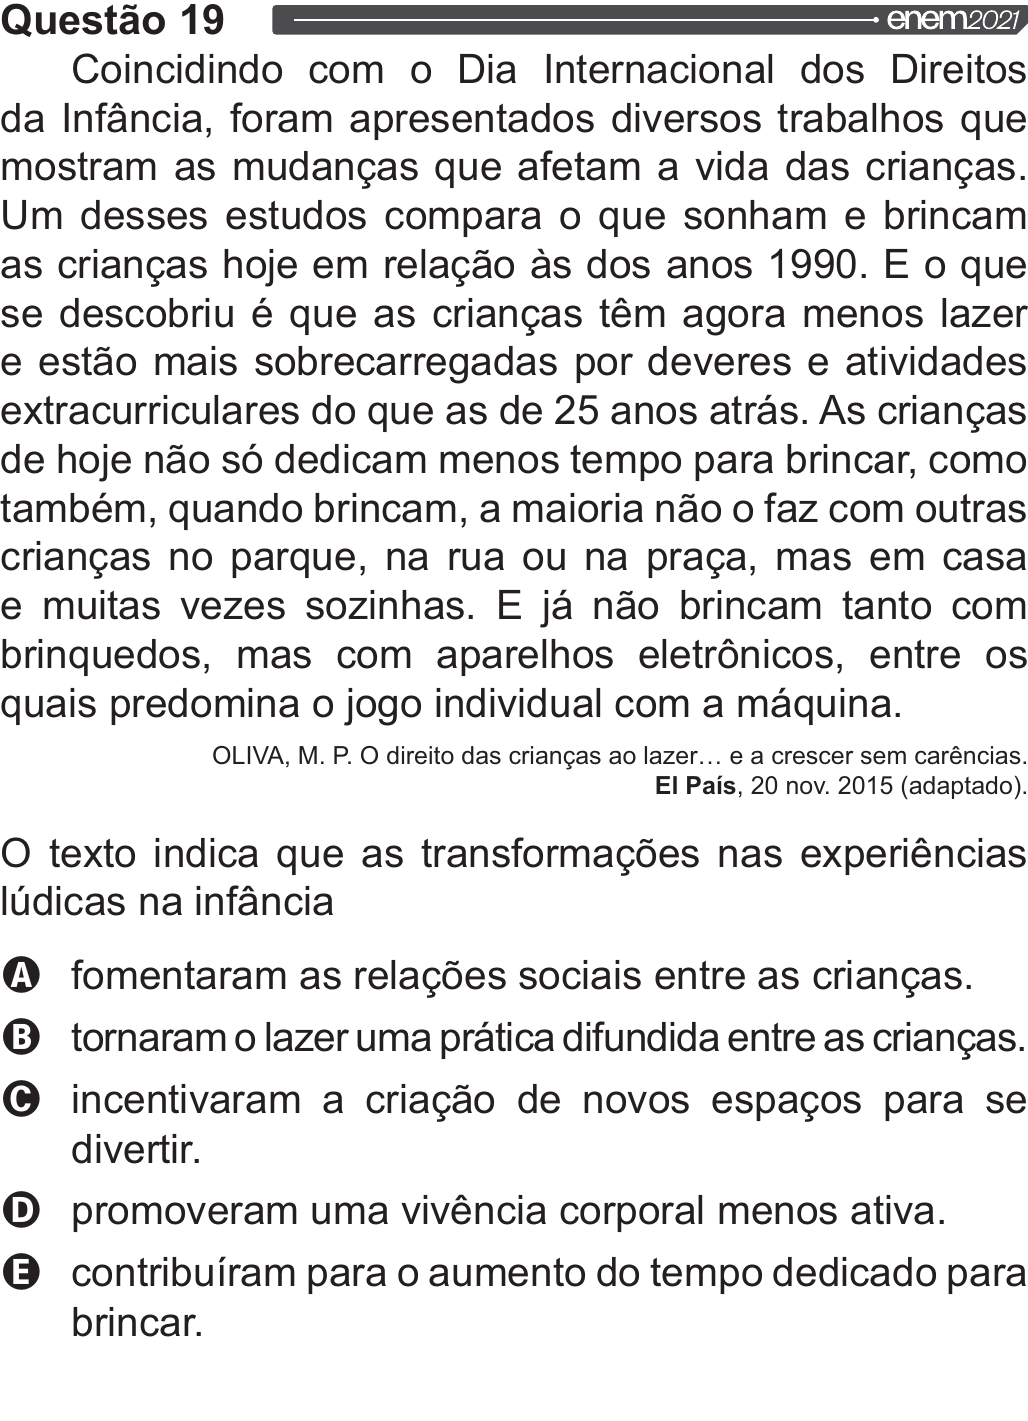 Questão 19 enem2021
Coincidindo com o Dia Internacional dos Direitos
da Infância, foram apresentados diversos trabalhos que
mostram as mudanças que afetam a vida das crianças.
Um desses estudos compara o que sonham e brincam
as crianças hoje em relação às dos anos 1990. E o que
se descobriu é que as crianças têm agora menos lazer
e estão mais sobrecarregadas por deveres e atividades
extracurriculares do que as de 25 anos atrás. As crianças
de hoje não só dedicam menos tempo para brincar, como
também, quando brincam, a maioria não o faz com outras
crianças no parque, na rua ou na praça, mas em casa
e muitas vezes sozinhas. E já não brincam tanto com
brinquedos, mas com aparelhos eletrônicos, entre os
quais predomina o jogo individual com a máquina.
OLIVA, M. P. O direito das crianças ao lazer… e a crescer sem carências.
El País, 20 nov. 2015 (adaptado).
O texto indica que as transformações nas experiências
lúdicas na infância
A fomentaram as relações sociais entre as crianças.
B tornaram o lazer uma prática difundida entre as crianças.
C incentivaram a criação de novos espaços para se
divertir.
D promoveram uma vivência corporal menos ativa.
E contribuíram para o aumento do tempo dedicado para
brincar.